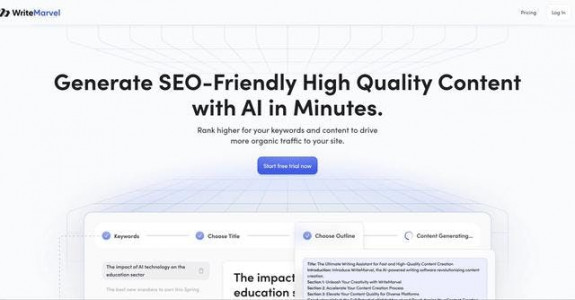 WriteMarvel
Pricing
Log In
Generate SEO-Friendly High Quality Content
with AI in Minutes.
Rank higher for your keywords and content to drive
more organic traffic to your site.
Start free trial now
Keywords
Choose Title
Choose Outline
Content Generating...
The impact of AI technology on the
education sector
The best new dresses to start this Spring
The impact
education s
Title: The Ultimate Writing Assistant for Fast and High-Quality Content
Creation
Introduction: Introduce WriteMarvel, the AI-powered writing software revolutionizing content
creation.
Section 1: Unleash Your Creativity with WriteMarvel
Section 2: Accelerate Your Content Creation Process
Section 3: Elevate Your Content Quality for Diverse Platforms